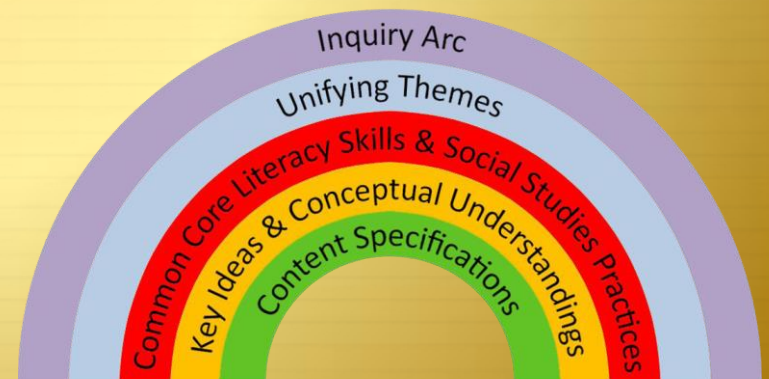 Inquiry Arc
Unifying Themes
Common Core Literacy Skills & Social Studies Practices
Key Ideas & Conceptual Understandings
Content Specifications